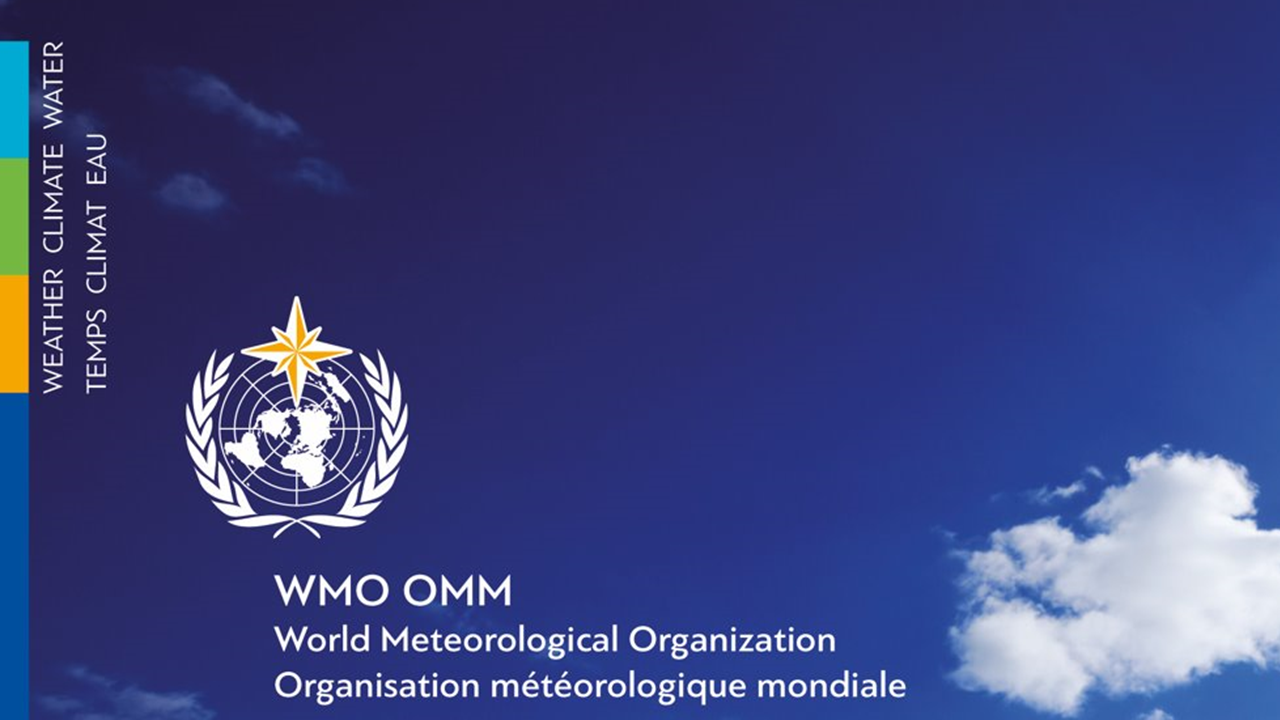 WEATHER CLIMATE WATER
TEMPS CLIMAT EAU
WMO OMM
World Meteorological Organization
Organisation météorologique mondiale